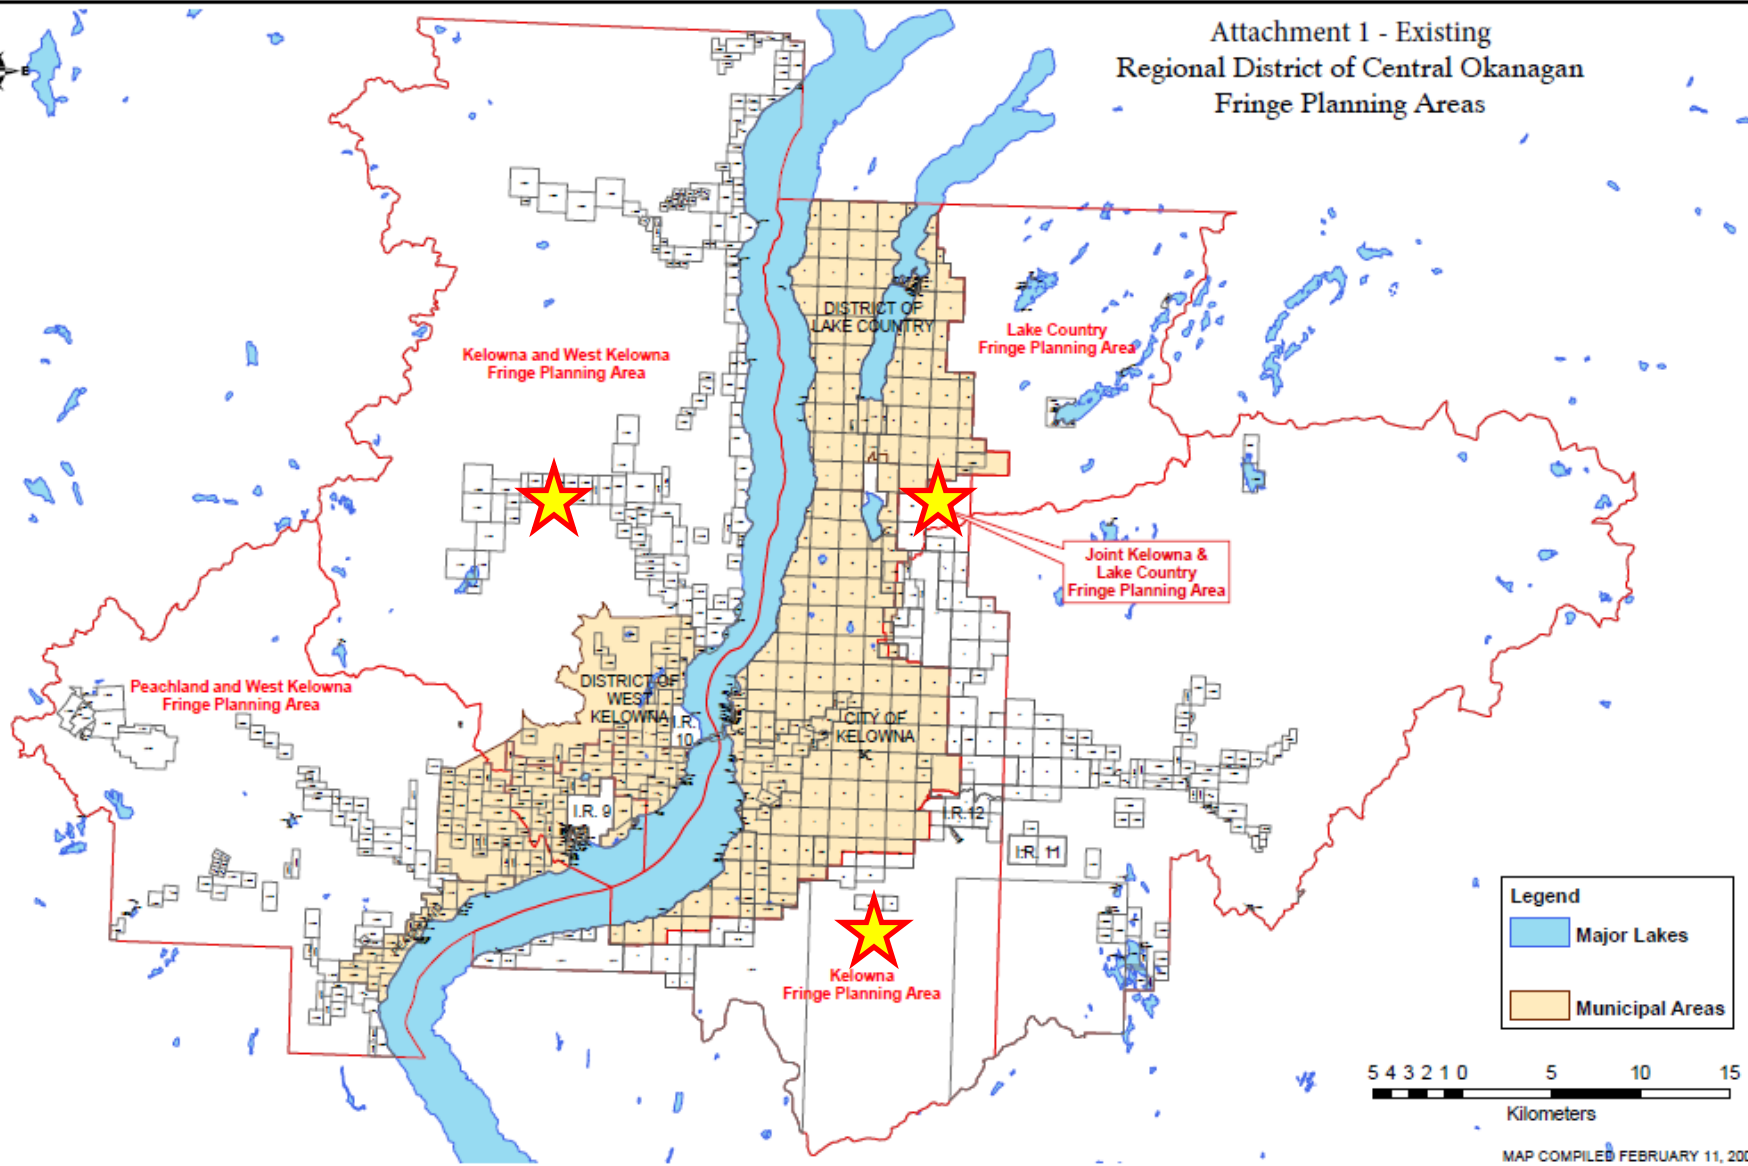 Attachment 1 - Existing
Regional District of Central Okanagan
Fringe Planning Areas
E
DISTRICT OF
LAKE COUNTRY
Lake Country
Fringe Planning Area
Kelowna and West Kelowna
Fringe Planning Area
Joint Kelowna &
Lake Country
Fringe Planning Area
Peachland and West Kelowna
Fringe Planning Area
DISTRICT OF
WEST
KELOWNA
I.R.
10
CITY OF
KELOWNA
I.R. 9
I.R.12
I.R. 11
Kelowna
Fringe Planning Area
Legend
Major Lakes
Municipal Areas
5 4 3 2 1 0 5 10 15
Kilometers
MAP COMPILED FEBRUARY 11, 200